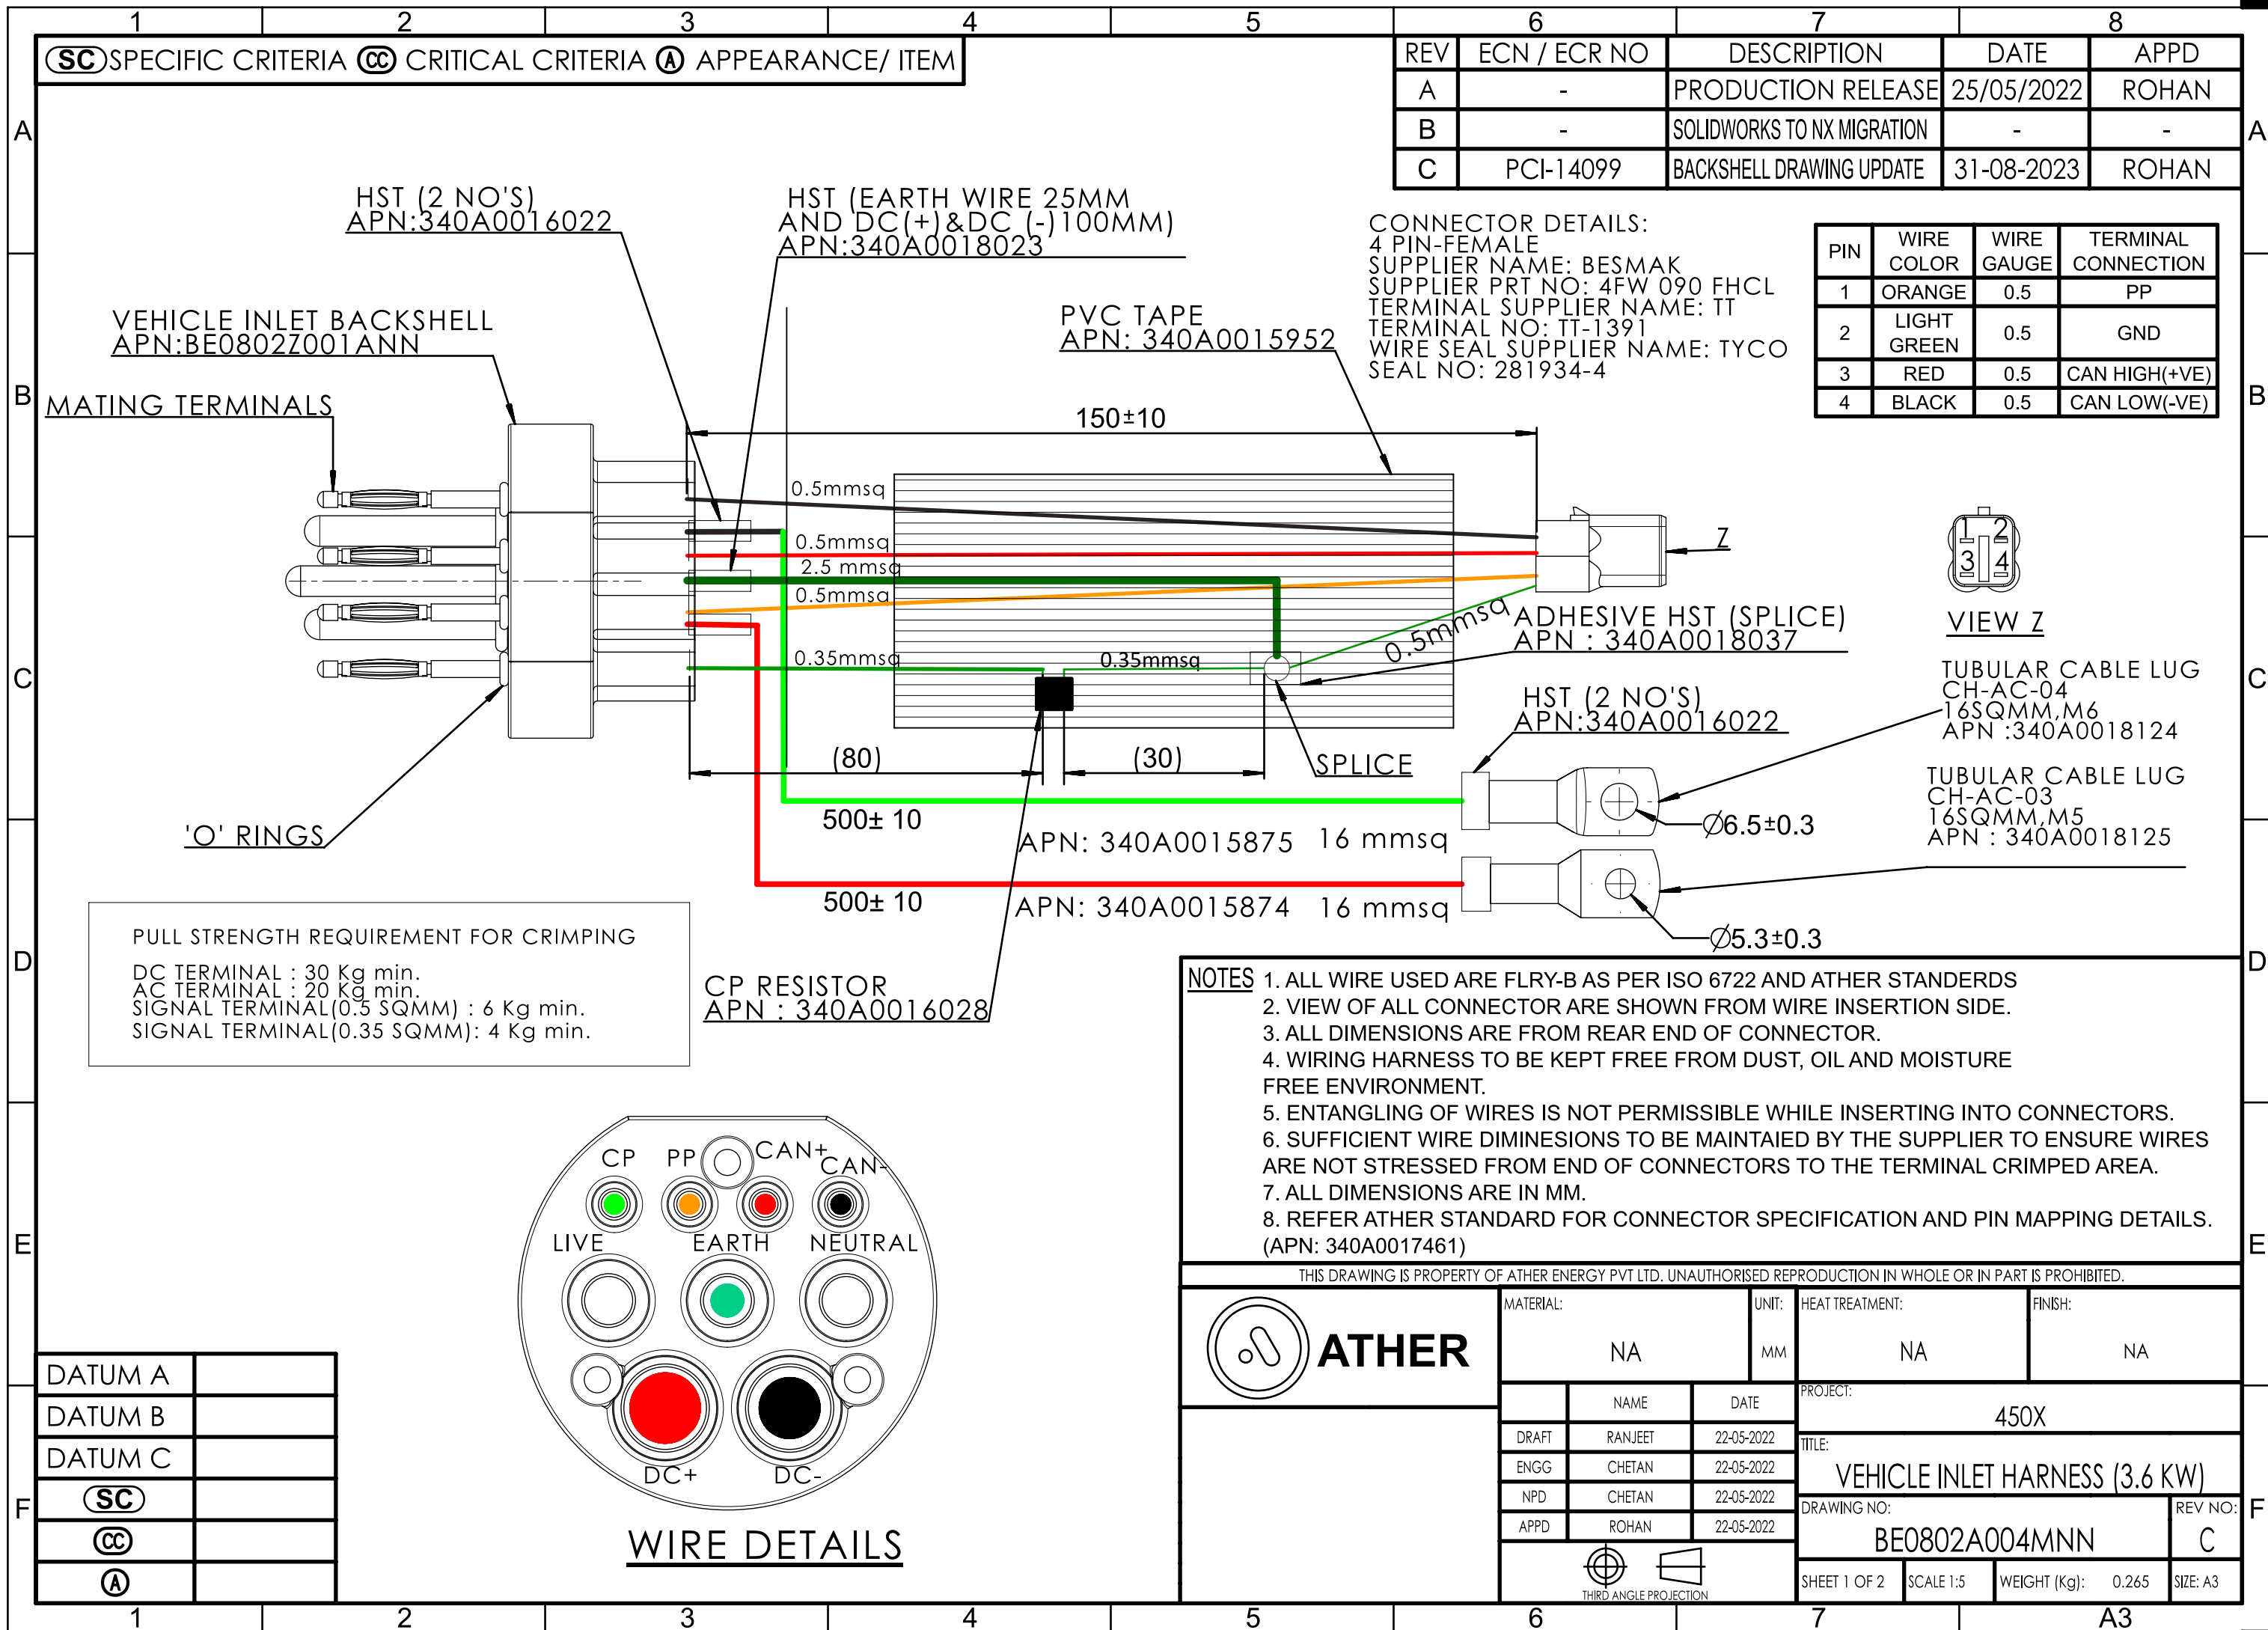 1 2 3 4 5 6 7 8
SC SPECIFIC CRITERIA CC CRITICAL CRITERIA A APPEARANCE/ ITEM
REV ECN / ECR NO DESCRIPTION DATE APPD
A - PRODUCTION RELEASE 25/05/2022 ROHAN
B - SOLIDWORKS TO NX MIGRATION - -
C PCI-14099 BACKSHELL DRAWING UPDATE 31-08-2023 ROHAN
A A
HST (2 NO'S)
APN:340A0016022
HST (EARTH WIRE 25MM
AND DC(+)&DC (-)100MM)
APN:340A0018023
CONNECTOR DETAILS:
4 PIN-FEMALE
SUPPLIER NAME: BESMAK
SUPPLIER PRT NO: 4FW 090 FHCL
TERMINAL SUPPLIER NAME: TT
TERMINAL NO: TT-1391
WIRE SEAL SUPPLIER NAME: TYCO
SEAL NO: 281934-4
PIN WIRE COLOR WIRE GAUGE TERMINAL CONNECTION
1 ORANGE 0.5 PP
2 LIGHT GREEN 0.5 GND
3 RED 0.5 CAN HIGH(+VE)
4 BLACK 0.5 CAN LOW(-VE)
VEHICLE INLET BACKSHELL
APN:BE0802Z001ANN
PVC TAPE
APN: 340A0015952
B B
MATING TERMINALS
150±10
0.5mmsq
0.5mmsq
2.5 mmsq
0.5mmsq
0.35mmsq
0.35mmsq
0.5mmsq
Z
1 2
3 4
VIEW Z
ADHESIVE HST (SPLICE)
APN : 340A0018037
C C
HST (2 NO'S)
APN:340A0016022
TUBULAR CABLE LUG
CH-AC-04
16SQMM,M6
APN :340A0018124
(80) (30)
SPLICE
TUBULAR CABLE LUG
CH-AC-03
16SQMM,M5
APN : 340A0018125
'O' RINGS
500± 10
APN: 340A0015875 16 mmsq
∅6.5±0.3
500± 10
APN: 340A0015874 16 mmsq
∅5.3±0.3
D D
PULL STRENGTH REQUIREMENT FOR CRIMPING
DC TERMINAL : 30 Kg min.
AC TERMINAL : 20 Kg min.
SIGNAL TERMINAL(0.5 SQMM) : 6 Kg min.
SIGNAL TERMINAL(0.35 SQMM): 4 Kg min.
CP RESISTOR
APN : 340A0016028
NOTES 1. ALL WIRE USED ARE FLRY-B AS PER ISO 6722 AND ATHER STANDERDS
2. VIEW OF ALL CONNECTOR ARE SHOWN FROM WIRE INSERTION SIDE.
3. ALL DIMENSIONS ARE FROM REAR END OF CONNECTOR.
4. WIRING HARNESS TO BE KEPT FREE FROM DUST, OIL AND MOISTURE
FREE ENVIRONMENT.
5. ENTANGLING OF WIRES IS NOT PERMISSIBLE WHILE INSERTING INTO CONNECTORS.
6. SUFFICIENT WIRE DIMINESIONS TO BE MAINTAIED BY THE SUPPLIER TO ENSURE WIRES
ARE NOT STRESSED FROM END OF CONNECTORS TO THE TERMINAL CRIMPED AREA.
7. ALL DIMENSIONS ARE IN MM.
8. REFER ATHER STANDARD FOR CONNECTOR SPECIFICATION AND PIN MAPPING DETAILS.
(APN: 340A0017461)
E E
CP PP CAN+ CAN-
LIVE EARTH NEUTRAL
DC+ DC-
WIRE DETAILS
THIS DRAWING IS PROPERTY OF ATHER ENERGY PVT LTD. UNAUTHORISED REPRODUCTION IN WHOLE OR IN PART IS PROHIBITED.
ATHER
MATERIAL: UNIT: HEAT TREATMENT: FINISH:
NA MM NA NA
NAME DATE
DRAFT RANJEET 22-05-2022
ENGG CHETAN 22-05-2022
NPD CHETAN 22-05-2022
APPD ROHAN 22-05-2022
PROJECT:
450X
TITLE:
VEHICLE INLET HARNESS (3.6 KW)
DRAWING NO: REV NO:
BE0802A004MNN C
THIRD ANGLE PROJECTION
SHEET 1 OF 2 SCALE 1:5 WEIGHT (Kg): 0.265 SIZE: A3
DATUM A
DATUM B
DATUM C
SC
CC
A
F F
1 2 3 4 5 6 7 A3